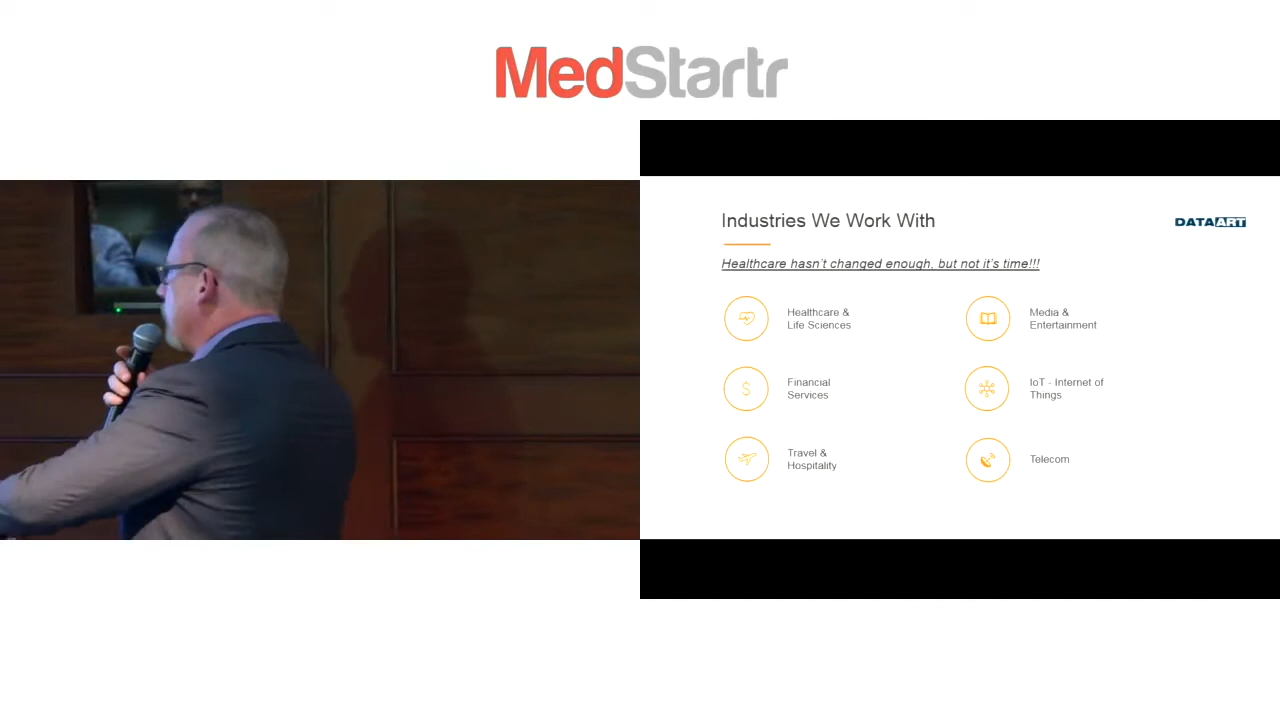 MedStartr
Industries We Work With
DATAART
Healthcare hasn't changed enough, but not it's time!!!
Healthcare &
Life Sciences
Media &
Entertainment
Financial
Services
IoT - Internet of
Things
Travel &
Hospitality
Telecom